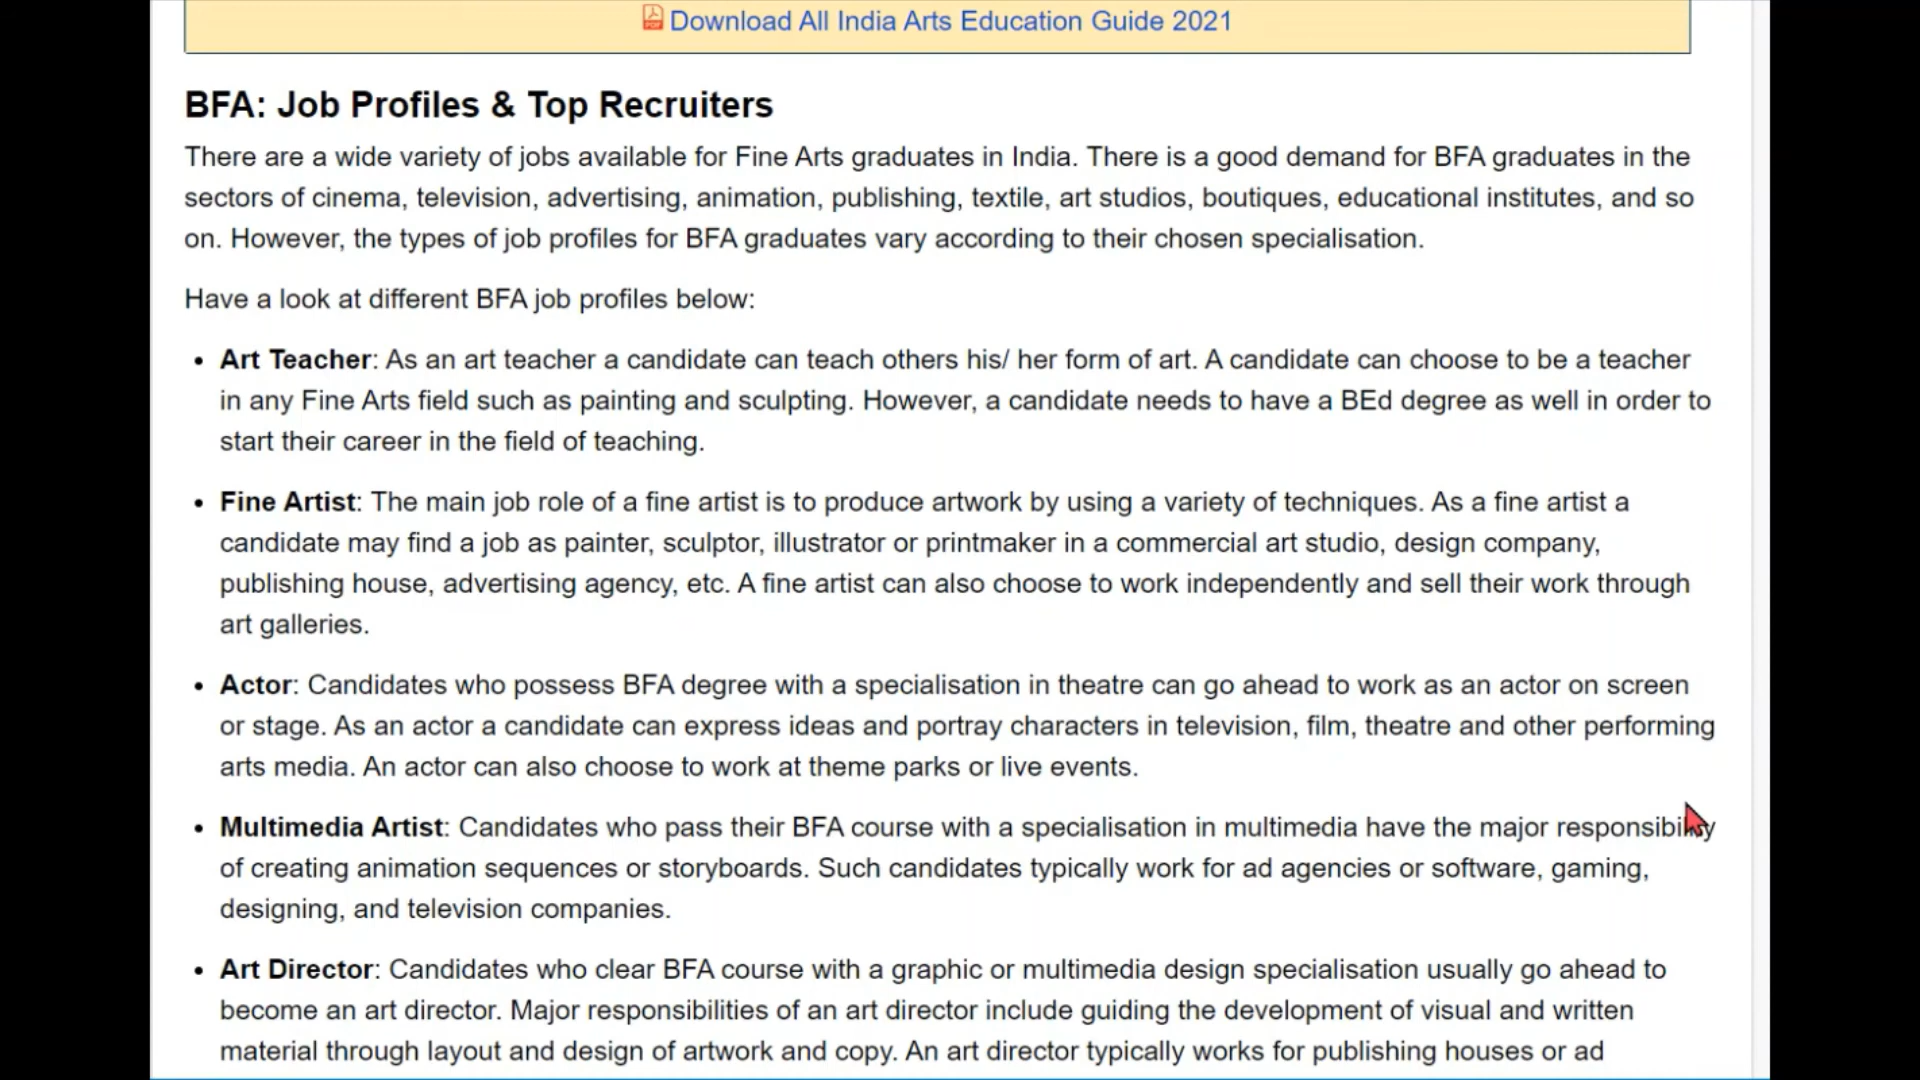 Download All India Arts Education Guide 2021
BFA: Job Profiles & Top Recruiters
There are a wide variety of jobs available for Fine Arts graduates in India. There is a good demand for BFA graduates in the
sectors of cinema, television, advertising, animation, publishing, textile, art studios, boutiques, educational institutes, and so
on. However, the types of job profiles for BFA graduates vary according to their chosen specialisation.
Have a look at different BFA job profiles below:
• Art Teacher: As an art teacher a candidate can teach others his/ her form of art. A candidate can choose to be a teacher
in any Fine Arts field such as painting and sculpting. However, a candidate needs to have a BEd degree as well in order to
start their career in the field of teaching.
• Fine Artist: The main job role of a fine artist is to produce artwork by using a variety of techniques. As a fine artist a
candidate may find a job as painter, sculptor, illustrator or printmaker in a commercial art studio, design company,
publishing house, advertising agency, etc. A fine artist can also choose to work independently and sell their work through
art galleries.
• Actor: Candidates who possess BFA degree with a specialisation in theatre can go ahead to work as an actor on screen
or stage. As an actor a candidate can express ideas and portray characters in television, film, theatre and other performing
arts media. An actor can also choose to work at theme parks or live events.
• Multimedia Artist: Candidates who pass their BFA course with a specialisation in multimedia have the major responsibility
of creating animation sequences or storyboards. Such candidates typically work for ad agencies or software, gaming,
designing, and television companies.
• Art Director: Candidates who clear BFA course with a graphic or multimedia design specialisation usually go ahead to
become an art director. Major responsibilities of an art director include guiding the development of visual and written
material through layout and design of artwork and copy. An art director typically works for publishing houses or ad